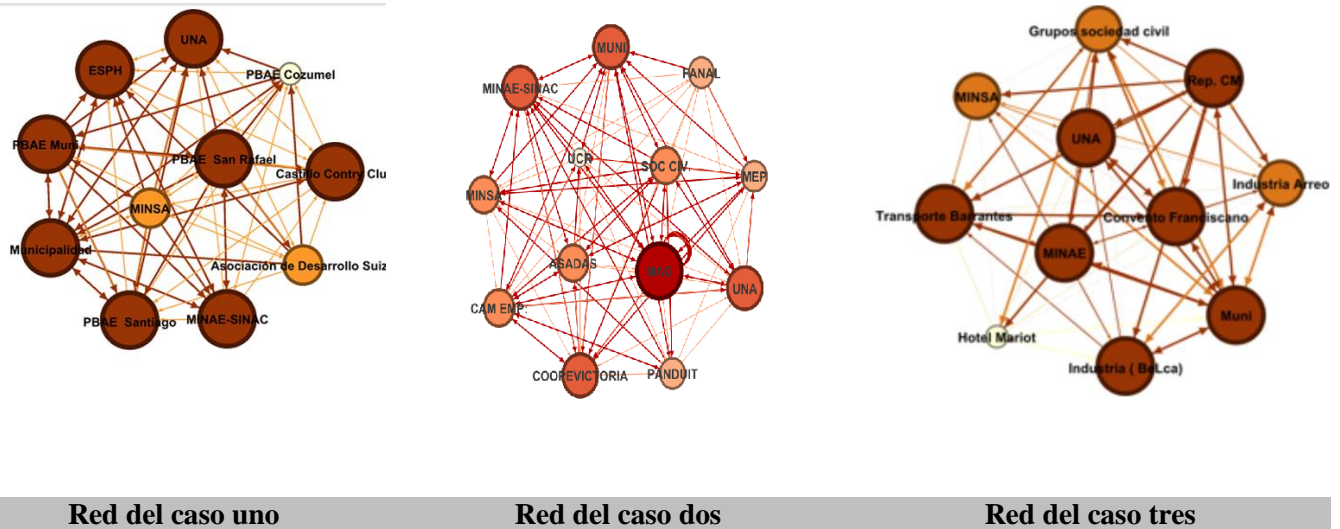 UNA
ESPH
PBAE Cozumel
PBAE Muni
PBAE San Rafael
Castillo Contry Clu
MINSA
Municipalidad
Asociación de Desarrollo Suiz
PBAE Santiago
MINAE-SINAC
MUNI
FANAL
MINAE-SINAC
UCR
SOC CIV.
MEP
MINSA
ASADAS
UNA
CAM EMP:
COOPEVICTORIA
PANDUIT
Grupos sociedad civil
Rep. CM
MINSA
UNA
Industria Arreo
Transporte Barrantes
Convento Franciscano
MINAE
Muni
Hotel Mariot
Industria ( BeLca)
Red del caso uno
Red del caso dos
Red del caso tres